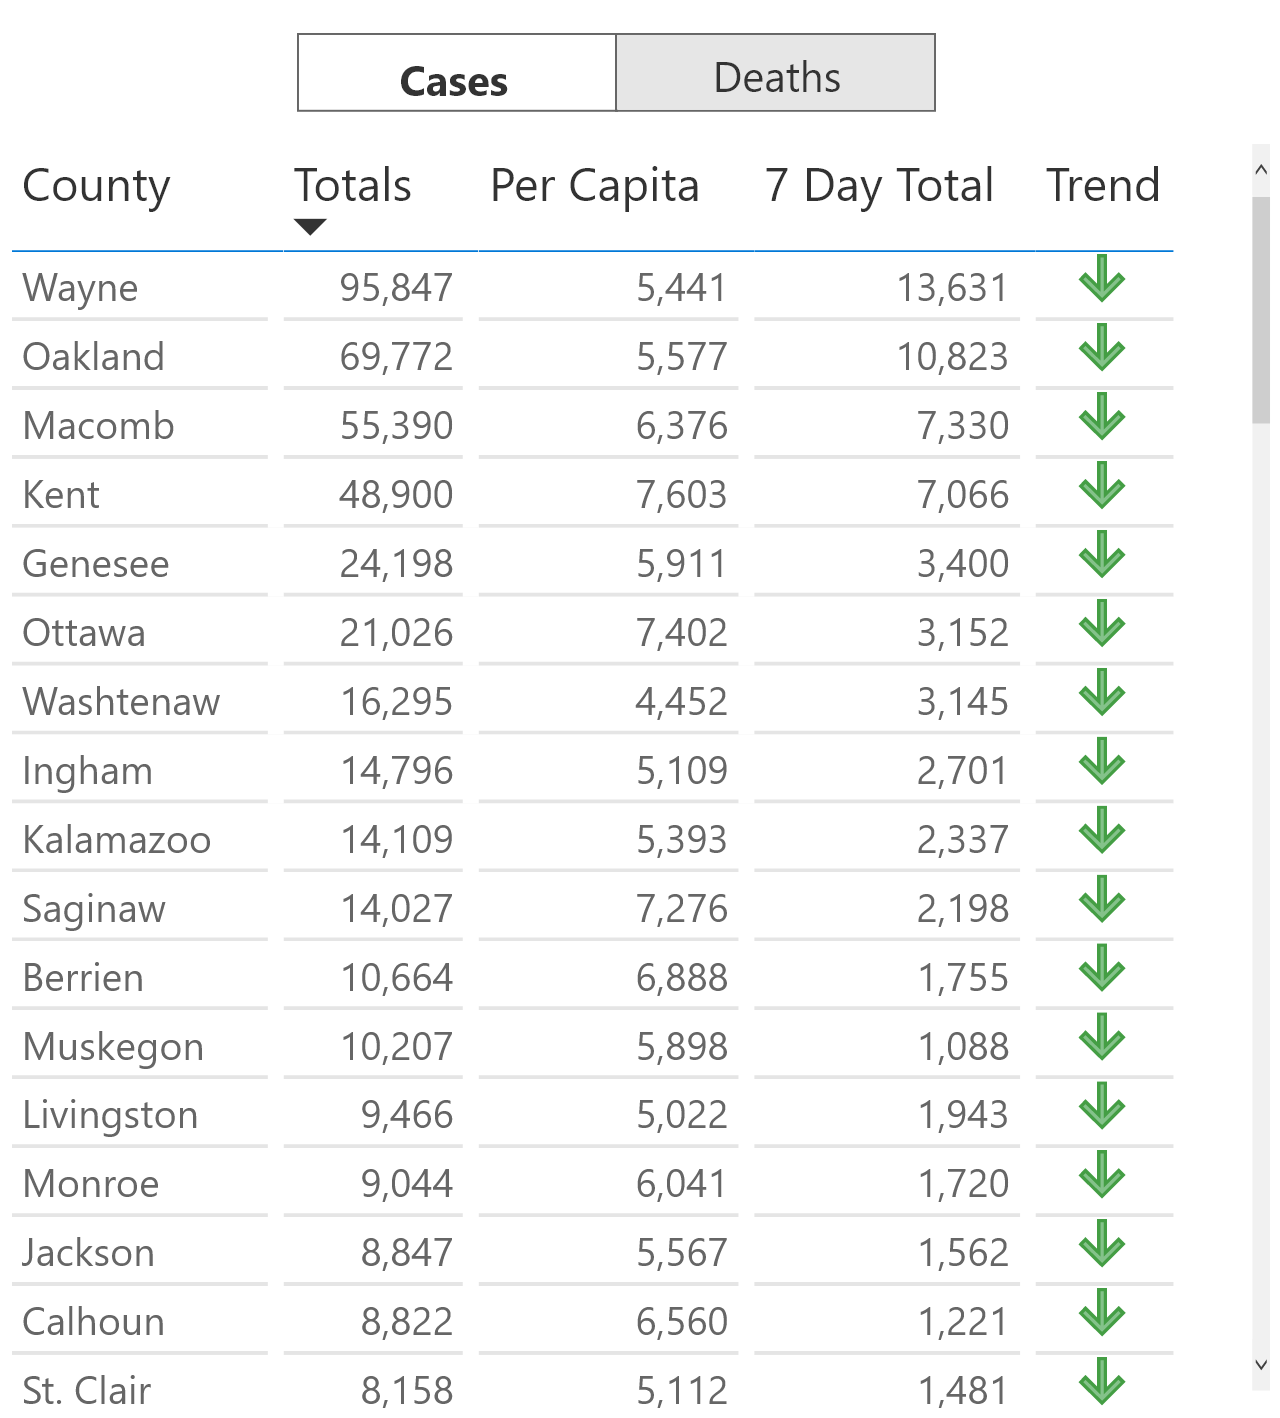 Cases Deaths
County Totals Per Capita 7 Day Total Trend
Wayne 95,847 5,441 13,631
Oakland 69,772 5,577 10,823
Macomb 55,390 6,376 7,330
Kent 48,900 7,603 7,066
Genesee 24,198 5,911 3,400
Ottawa 21,026 7,402 3,152
Washtenaw 16,295 4,452 3,145
Ingham 14,796 5,109 2,701
Kalamazoo 14,109 5,393 2,337
Saginaw 14,027 7,276 2,198
Berrien 10,664 6,888 1,755
Muskegon 10,207 5,898 1,088
Livingston 9,466 5,022 1,943
Monroe 9,044 6,041 1,720
Jackson 8,847 5,567 1,562
Calhoun 8,822 6,560 1,221
St. Clair 8,158 5,112 1,481